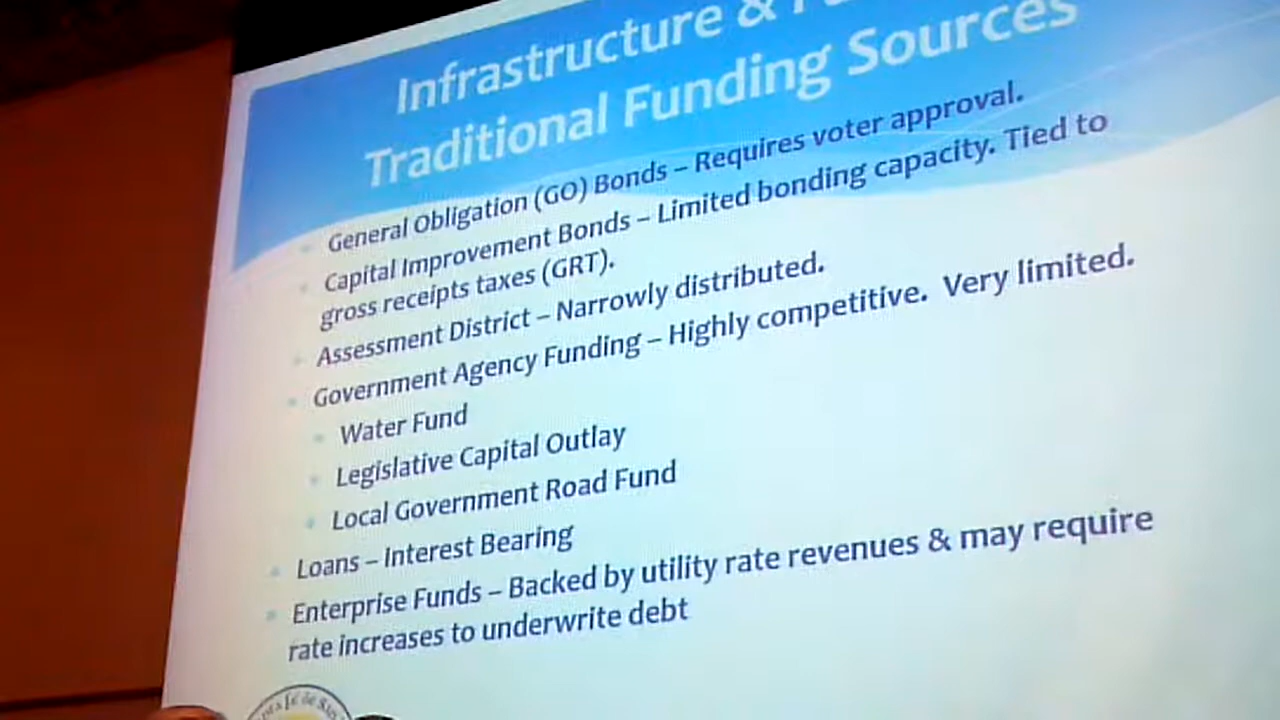 Infrastructure &
Traditional Funding Sources
General Obligation (GO) Bonds – Requires voter approval.
Capital Improvement Bonds – Limited bonding capacity. Tied to
gross receipts taxes (GRT).
Assessment District – Narrowly distributed.
Government Agency Funding – Highly competitive. Very limited.
Water Fund
Legislative Capital Outlay
Local Government Road Fund
Loans – Interest Bearing
Enterprise Funds – Backed by utility rate revenues & may require
rate increases to underwrite debt